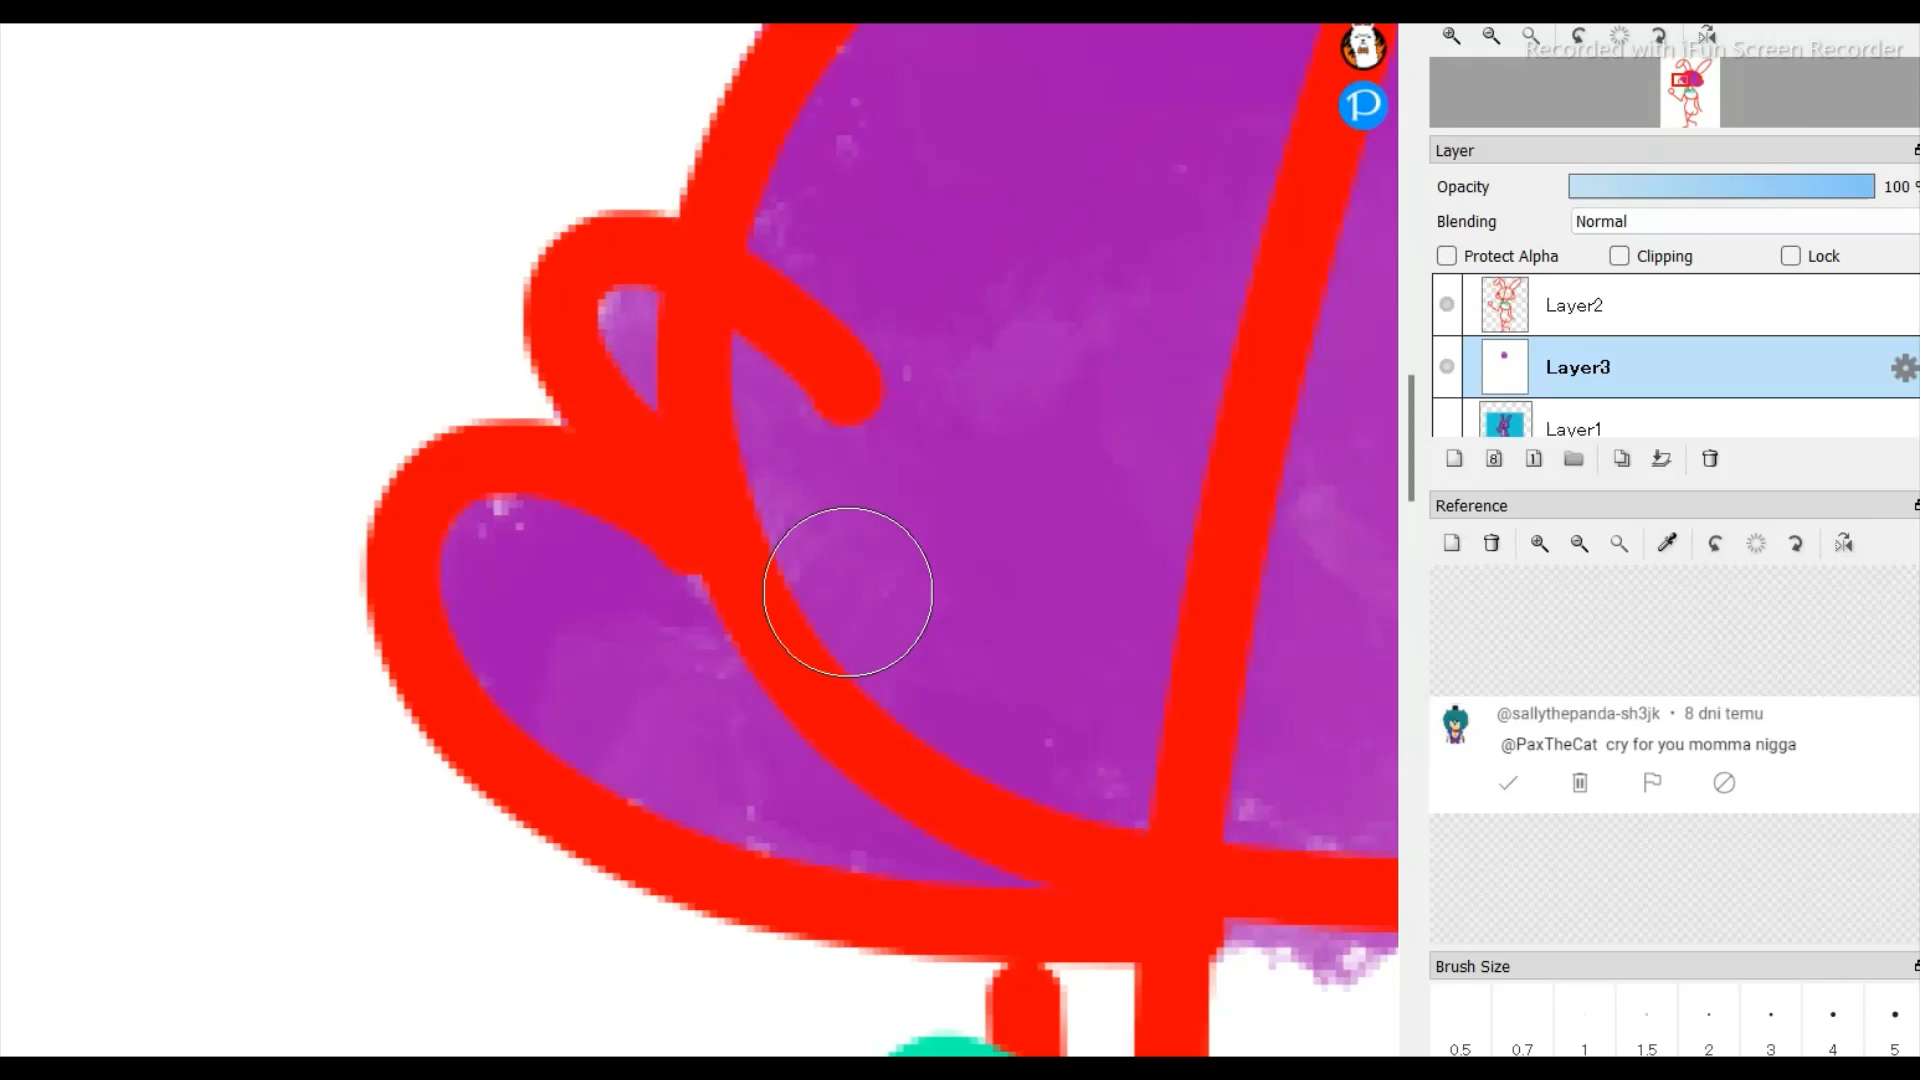 Recorded with iFun Screen Recorder
Layer
Opacity
100 %
Blending
Normal
Protect Alpha
Clipping
Lock
Layer2
Layer3
Layer1
8
1
Reference
@sallythepanda-sh3jk • 8 dni temu
@PaxTheCat cry for you momma nigga
Brush Size
0.5 0.7 1 1.5 2 3 4 5